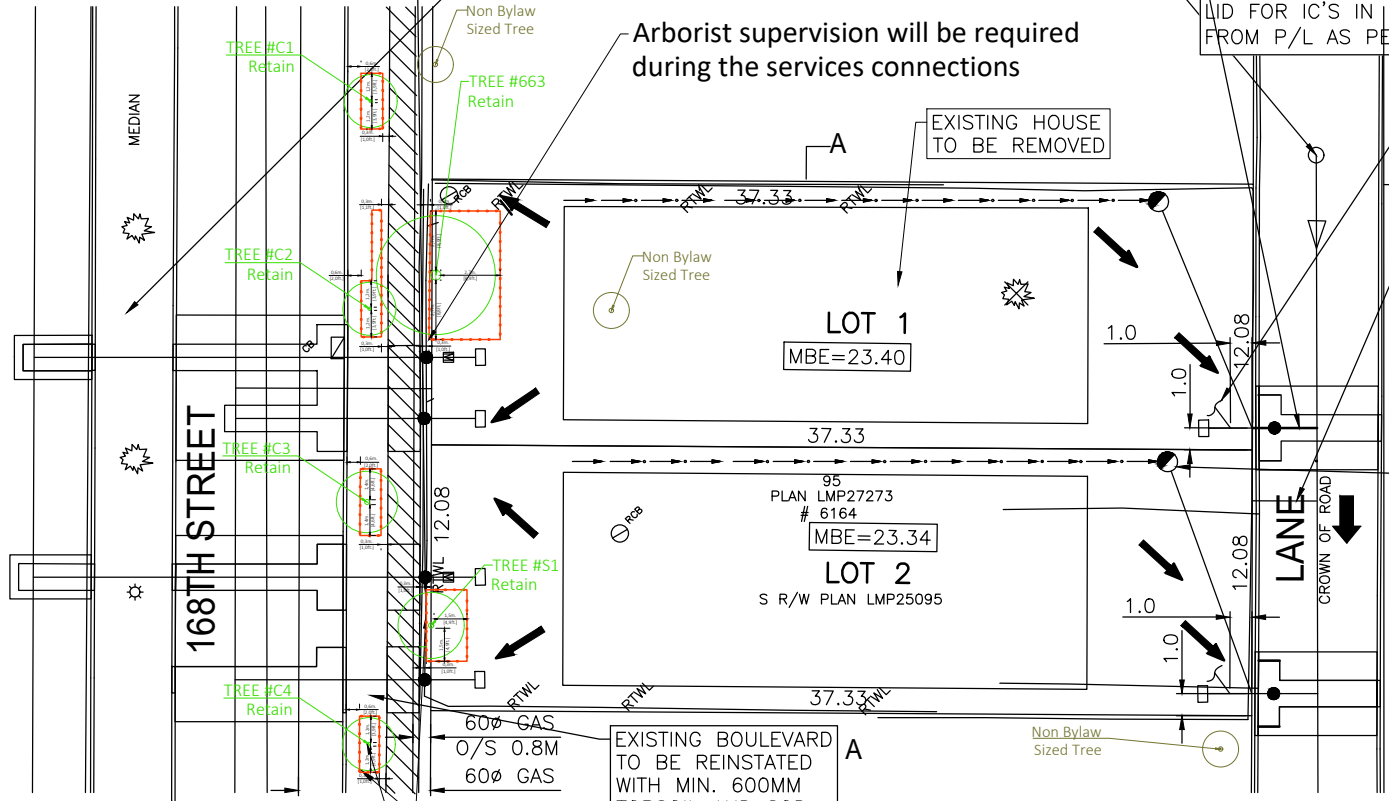 Non Bylaw
Sized Tree
LID FOR IC'S IN
FROM P/L AS PE
Arborist supervision will be required
during the services connections
TREE #C1
Retain
TREE #663
Retain
MEDIAN
EXISTING HOUSE
TO BE REMOVED
A
RCB
RTWL
RTWL
37.33
RTWL
TREE #C2
Retain
Non Bylaw
Sized Tree
LOT 1
MBE=23.40
1.0
12.08
1.0
CB
37.33
168TH STREET
TREE #C3
Retain
12.08
95
PLAN LMP27273
# 6164
RCB
MBE=23.34
LOT 2
S R/W PLAN LMP25095
RTWL
TREE #S1
Retain
LANE
CROWN OF ROAD
12.08
1.0
1.0
TREE #C4
Retain
RTWL
RTWL
37.33
RTWL
60ø GAS
O/S 0.8M
60ø GAS
EXISTING BOULEVARD
TO BE REINSTATED
WITH MIN. 600MM
A
Non Bylaw
Sized Tree